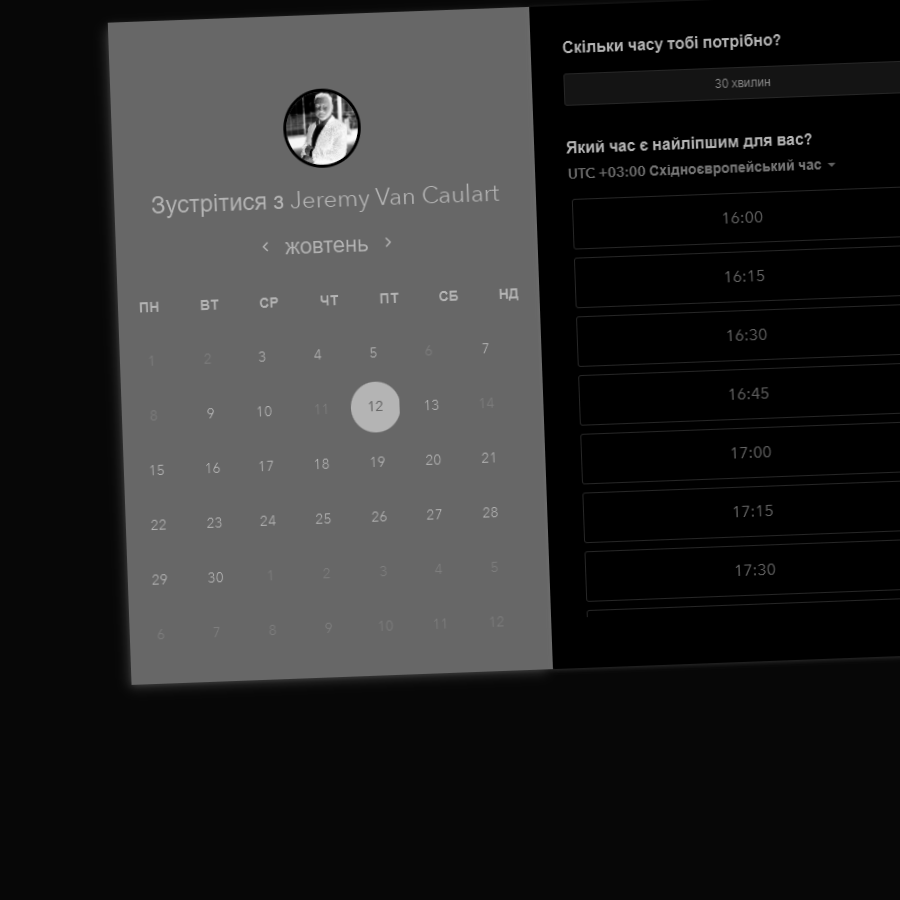 Зустрітися з Jeremy Van Caulart
жовтень
ПН ВТ СР ЧТ ПТ СБ НД
1 2 3 4 5 6 7
8 9 10 11 12 13 14
15 16 17 18 19 20 21
22 23 24 25 26 27 28
29 30 1 2 3 4 5
6 7 8 9 10 11 12
Скільки часу тобі потрібно?
30 хвилин
Який час є найліпшим для вас?
UTC +03:00 Східноєвропейський час
16:00
16:15
16:30
16:45
17:00
17:15
17:30